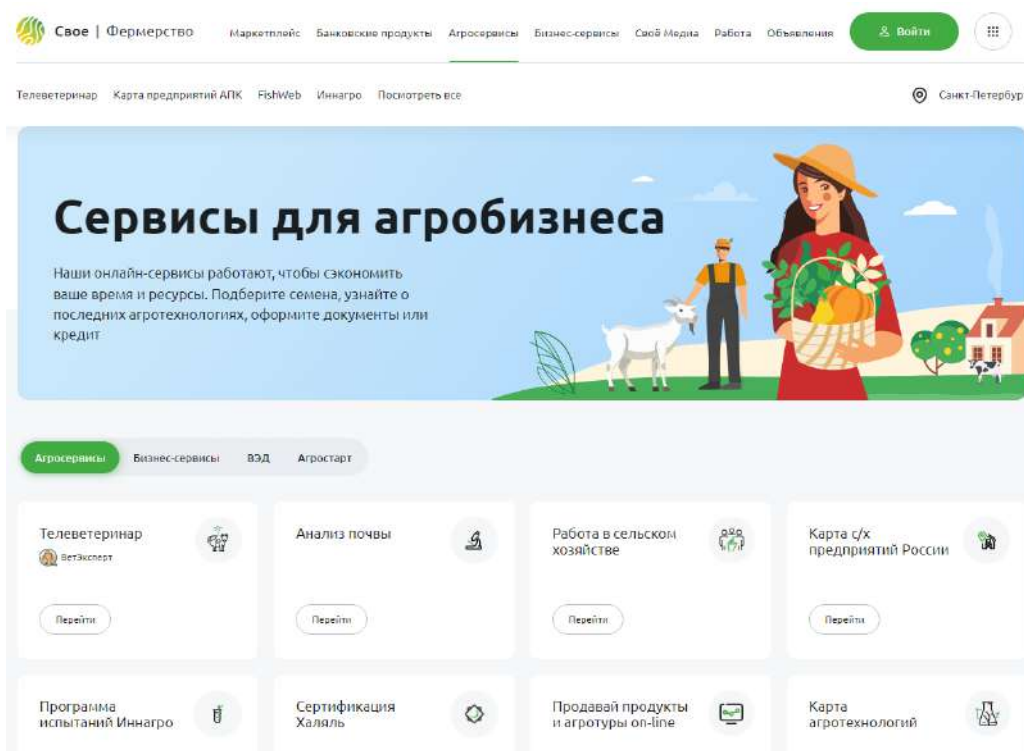 Свое | Фермерство
Маркетплейс Банковские продукты Агросервисы Бизнес-сервисы Своё Медиа Работа Объявления Войти
Телеветеринар Карта предприятий АПК FishWeb Иннагро Посмотреть все Санкт-Петербур
Сервисы для агробизнеса
Наши онлайн-сервисы работают, чтобы сэкономить
ваше время и ресурсы. Подберите семена, узнайте о
последних агротехнологиях, оформите документы или
кредит
Агросервисы Бизнес-сервисы ВЭД Агростарт
Телеветеринар
ВетЭксперт
Перейти
Анализ почвы
Перейти
Работа в сельском
хозяйстве
Перейти
Карта с/х
предприятий России
Перейти
Программа
испытаний Иннагро
Сертификация
Халяль
Продавай продукты
и агротуры on-line
Карта
агротехнологий